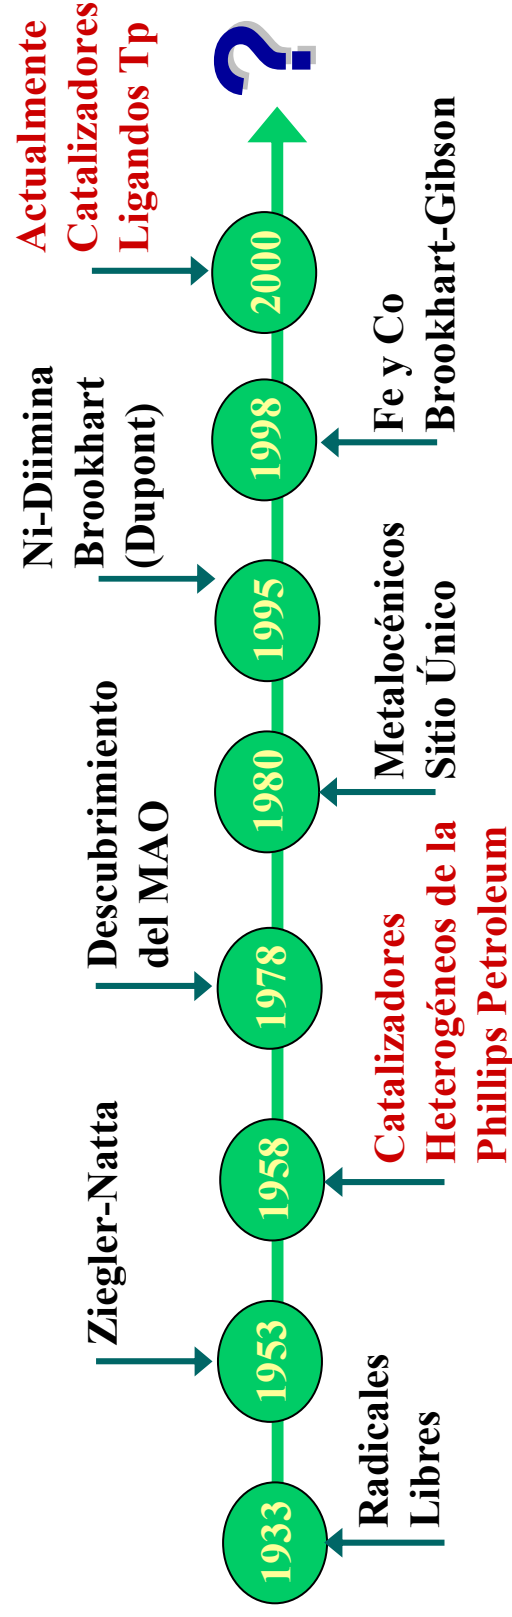 1933
Radicales
Libres
1953
Ziegler-Natta
1958
Catalizadores
Heterogéneos de la
Phillips Petroleum
1978
Descubrimiento
del MAO
1980
Metalocénicos
Sitio Único
1995
Ni-Diimina
Brookhart
(Dupont)
1998
Fe y Co
Brookhart-Gibson
2000
Actualmente
Catalizadores
Ligandos Tp
?